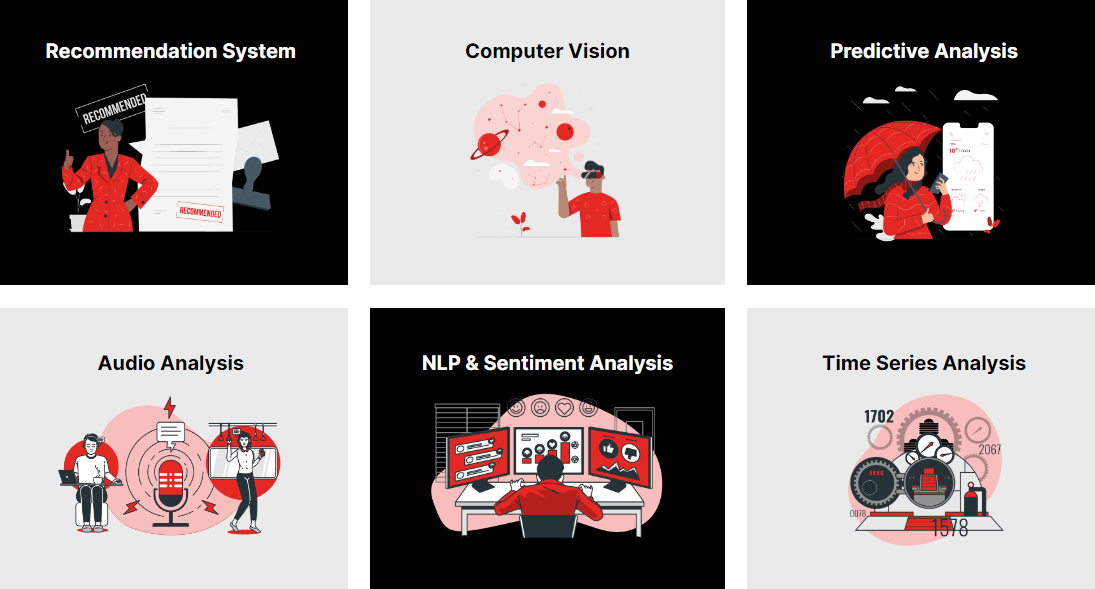 Recommendation System
RECOMMENDED
RECOMMENDED
Computer Vision
Predictive Analysis
10°
Audio Analysis
NLP & Sentiment Analysis
Time Series Analysis
1702
2067
0078
1578